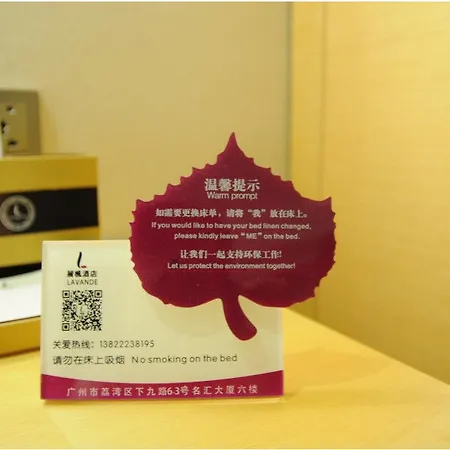 温馨提示
Warm prompt
如需要更换床单，请将“我”放在床上。
If you would like to have your bed linen changed,
please kindly leave “ME” on the bed.
让我们一起支持环保工作!
Let us protect the environment together!
麗楓酒店
LAVANDE
关爱热线：13822238195
请勿在床上吸烟 No smoking on the bed
广州市荔湾区下九路63号名汇大厦六楼